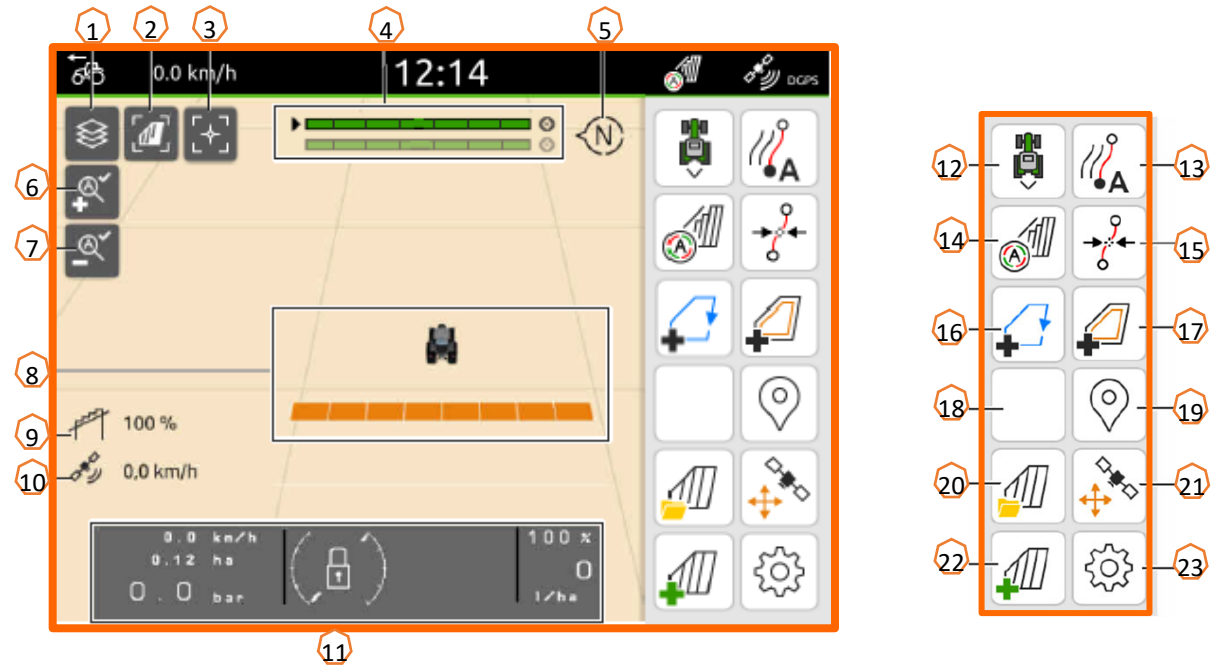 1 2 3 4 5
0.0 km/h 12:14 DGPS
N
A
A
A
6
A
7
A
8
9 100 %
10 0,0 km/h
0.0 km/h
0.12 ha
0.0 bar
100 %
0
l/ha
11
12 13
A
14 15
A
16 17
18 19
20 21
22 23